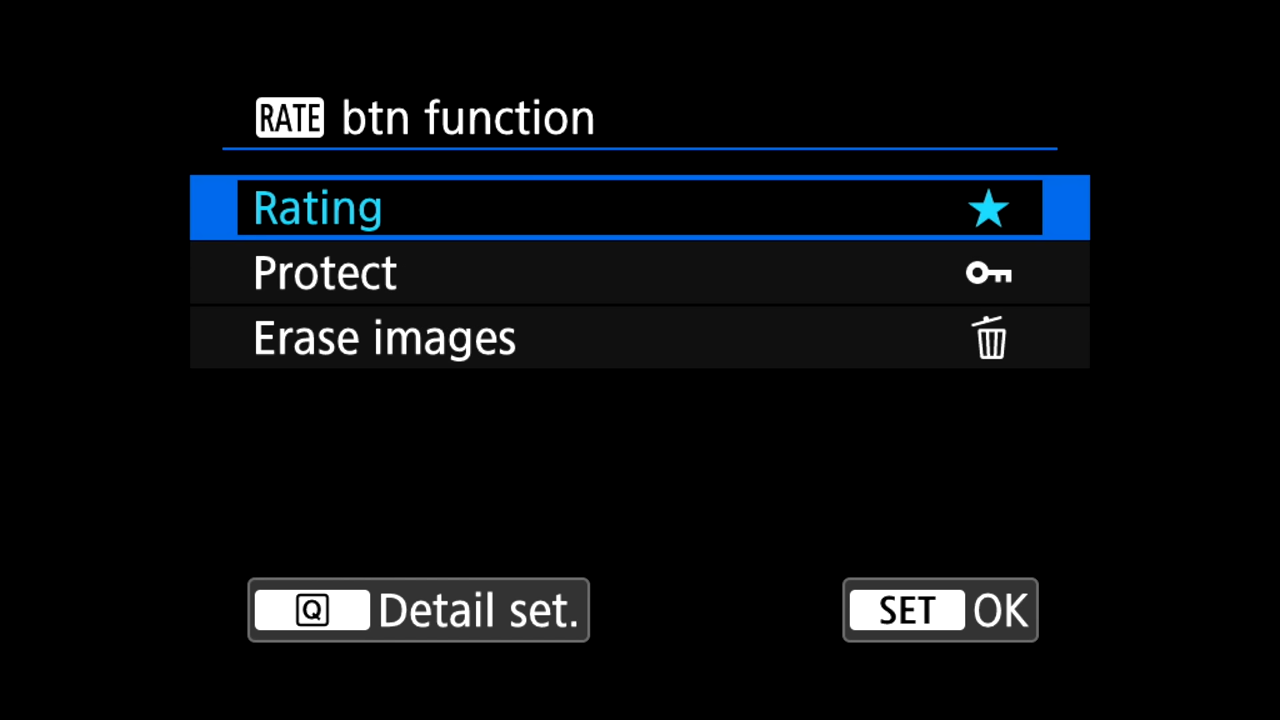 RATE btn function
Rating
Protect
Erase images
Q Detail set. SET OK